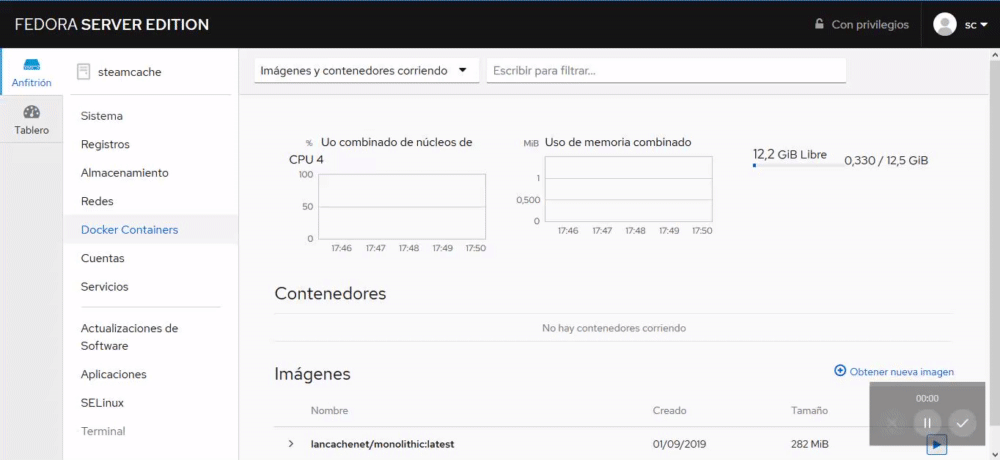 FEDORA SERVER EDITION
Con privilegios
sc
Anfitrión
Tablero
steamcache
Sistema
Registros
Almacenamiento
Redes
Docker Containers
Cuentas
Servicios
Actualizaciones de
Software
Aplicaciones
SELinux
Terminal
Imágenes y contenedores corriendo
Escribir para filtrar...
% Uo combinado de núcleos de
CPU 4
100
50
0
17:46 17:47 17:48 17:49 17:50
MiB Uso de memoria combinado
1
0,500
0
17:46 17:47 17:48 17:49 17:50
12,2 GiB Libre
0,330 / 12,5 GiB
Contenedores
No hay contenedores corriendo
Imágenes
Obtener nueva imagen
Nombre Creado Tamaño
lancachenet/monolithic:latest 01/09/2019 282 MiB
00:00